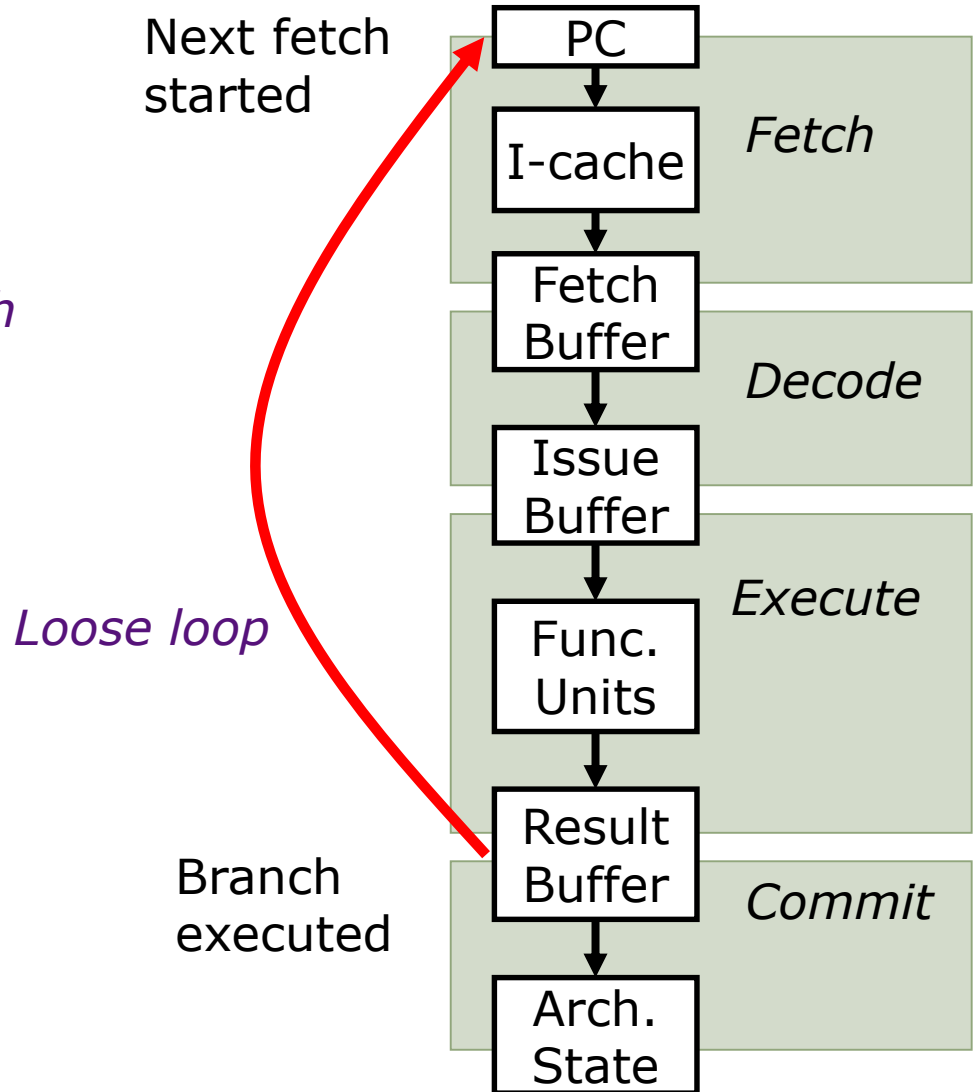 Next fetch
started
PC
Fetch
I-cache
Fetch
Buffer
Decode
Issue
Buffer
Execute
Loose loop
Func.
Units
Result
Buffer
Branch
executed
Commit
Arch.
State